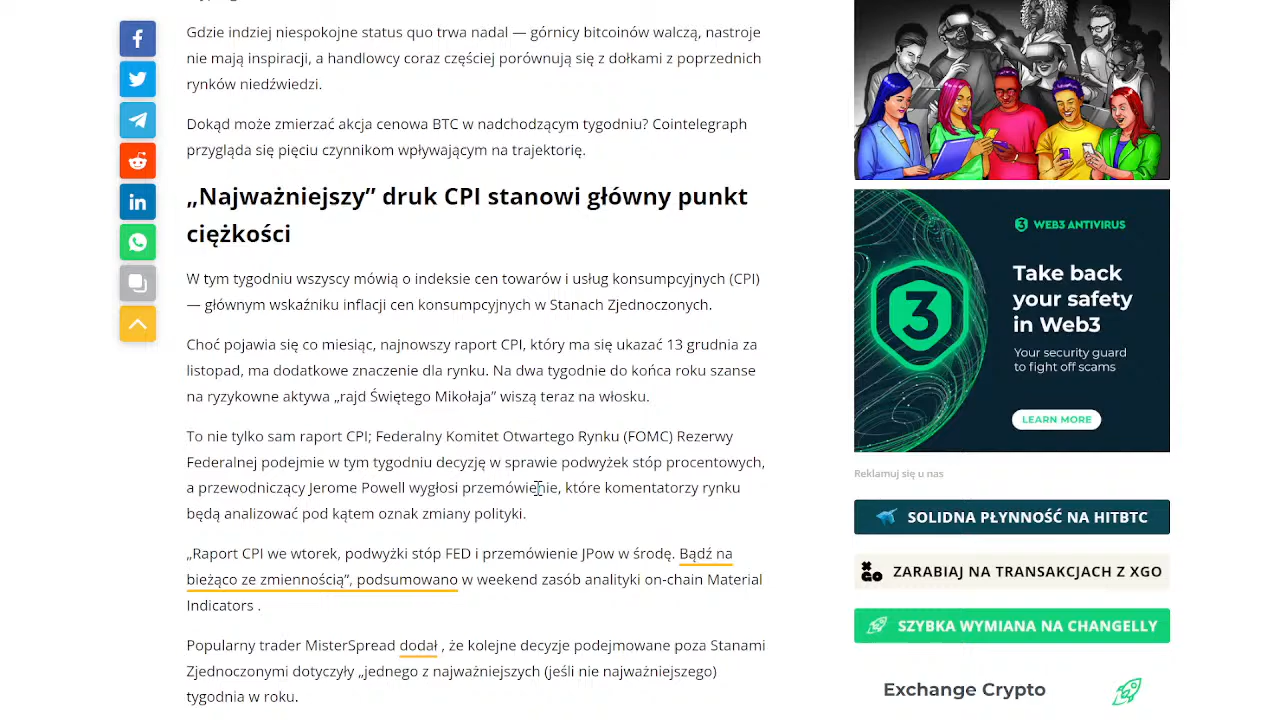 Gdzie indziej niespokojne status quo trwa nadal — górnicy bitcoinów walczą, nastroje
nie mają inspiracji, a handlowcy coraz częściej porównują się z dołkami z poprzednich
rynków niedźwiedzi.
Dokąd może zmierzać akcja cenowa BTC w nadchodzącym tygodniu? Cointelegraph
przygląda się pięciu czynnikom wpływającym na trajektorię.
„Najważniejszy” druk CPI stanowi główny punkt
ciężkości
W tym tygodniu wszyscy mówią o indeksie cen towarów i usług konsumpcyjnych (CPI)
— głównym wskaźniku inflacji cen konsumpcyjnych w Stanach Zjednoczonych.
Choć pojawia się co miesiąc, najnowszy raport CPI, który ma się ukazać 13 grudnia za
listopad, ma dodatkowe znaczenie dla rynku. Na dwa tygodnie do końca roku szanse
na ryzykowne aktywa „rajd Świętego Mikołaja” wiszą teraz na włosku.
To nie tylko sam raport CPI; Federalny Komitet Otwartego Rynku (FOMC) Rezerwy
Federalnej podejmie w tym tygodniu decyzję w sprawie podwyżek stóp procentowych,
a przewodniczący Jerome Powell wygłosi przemówienie, które komentatorzy rynku
będą analizować pod kątem oznak zmiany polityki.
„Raport CPI we wtorek, podwyżki stóp FED i przemówienie JPow w środę. Bądź na
bieżąco ze zmiennością”, podsumowano w weekend zasób analityki on-chain Material
Indicators .
Popularny trader MisterSpread dodał , że kolejne decyzje podejmowane poza Stanami
Zjednoczonymi dotyczyły „jednego z najważniejszych (jeśli nie najważniejszego)
tygodnia w roku.
3 WEB3 ANTIVIRUS
3
Take back
your safety
in Web3
Your security guard
to fight off scams
LEARN MORE
Reklamuj się u nas
SOLIDNA PŁYNNOŚĆ NA HITBTC
XGO
ZARABIAJ NA TRANSAKCJACH Z XGO
SZYBKA WYMIANA NA CHANGELLY
Exchange Crypto